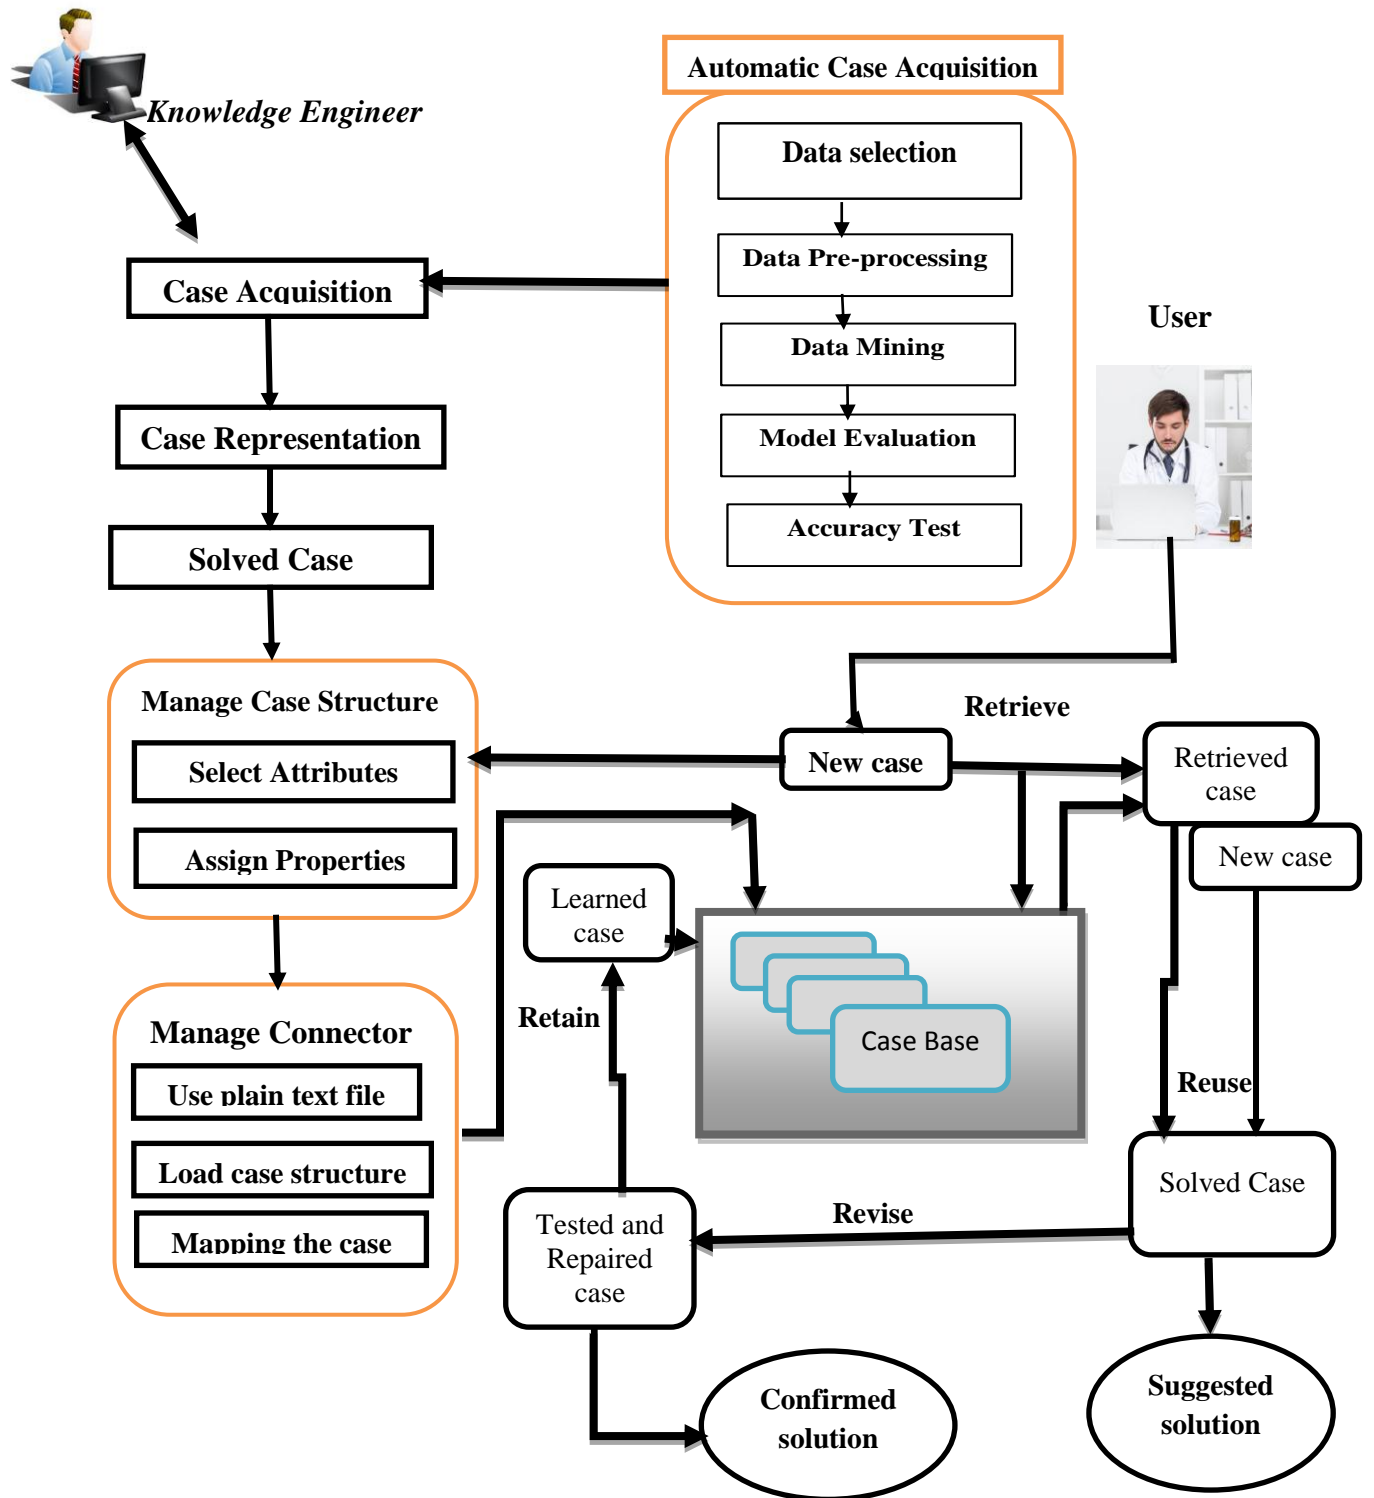 Knowledge Engineer
Automatic Case Acquisition
Data selection
Data Pre-processing
Data Mining
Model Evaluation
Accuracy Test
Case Acquisition
Case Representation
Solved Case
User
Manage Case Structure
Select Attributes
Assign Properties
Manage Connector
Use plain text file
Load case structure
Mapping the case
New case
Retrieve
Retrieved
case
New case
Learned
case
Retain
Case Base
Reuse
Solved Case
Revise
Tested and
Repaired
case
Confirmed
solution
Suggested
solution